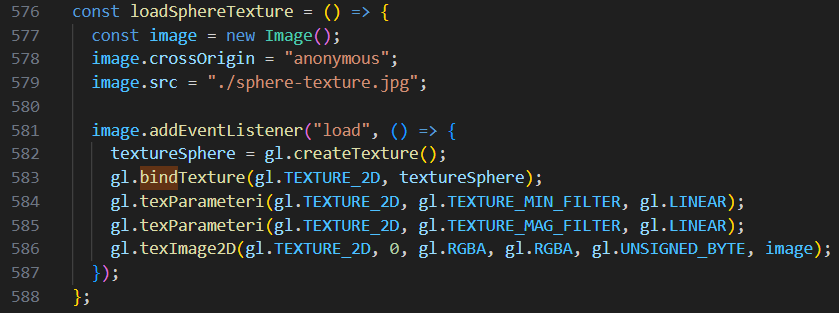 576 const loadSphereTexture = () => {
577 const image = new Image();
578 image.crossOrigin = "anonymous";
579 image.src = "./sphere-texture.jpg";
580
581 image.addEventListener("load", () => {
582 textureSphere = gl.createTexture();
583 gl.bindTexture(gl.TEXTURE_2D, textureSphere);
584 gl.texParameteri(gl.TEXTURE_2D, gl.TEXTURE_MIN_FILTER, gl.LINEAR);
585 gl.texParameteri(gl.TEXTURE_2D, gl.TEXTURE_MAG_FILTER, gl.LINEAR);
586 gl.texImage2D(gl.TEXTURE_2D, 0, gl.RGBA, gl.RGBA, gl.UNSIGNED_BYTE, image);
587 });
588 };